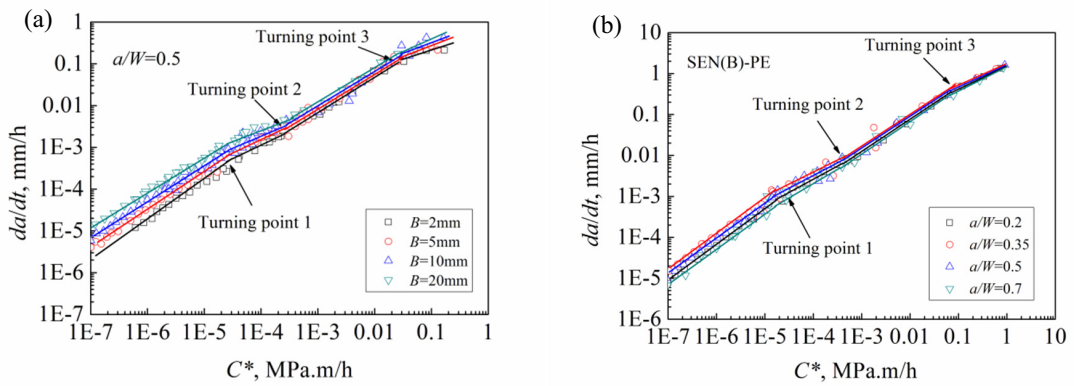 (a)
1
0.1
0.01
1E-3
1E-4
1E-5
1E-6
1E-7
da/dt, mm/h
a/W=0.5
Turning point 3
Turning point 2
Turning point 1
B=2mm
B=5mm
B=10mm
B=20mm
1E-7 1E-6 1E-5 1E-4 1E-3 0.01 0.1 1
C*, MPa.m/h
(b)
10
1
0.1
0.01
1E-3
1E-4
1E-5
1E-6
da/dt, mm/h
SEN(B)-PE
Turning point 3
Turning point 2
Turning point 1
a/W=0.2
a/W=0.35
a/W=0.5
a/W=0.7
1E-7 1E-6 1E-5 1E-4 1E-3 0.01 0.1 1 10
C*, MPa.m/h